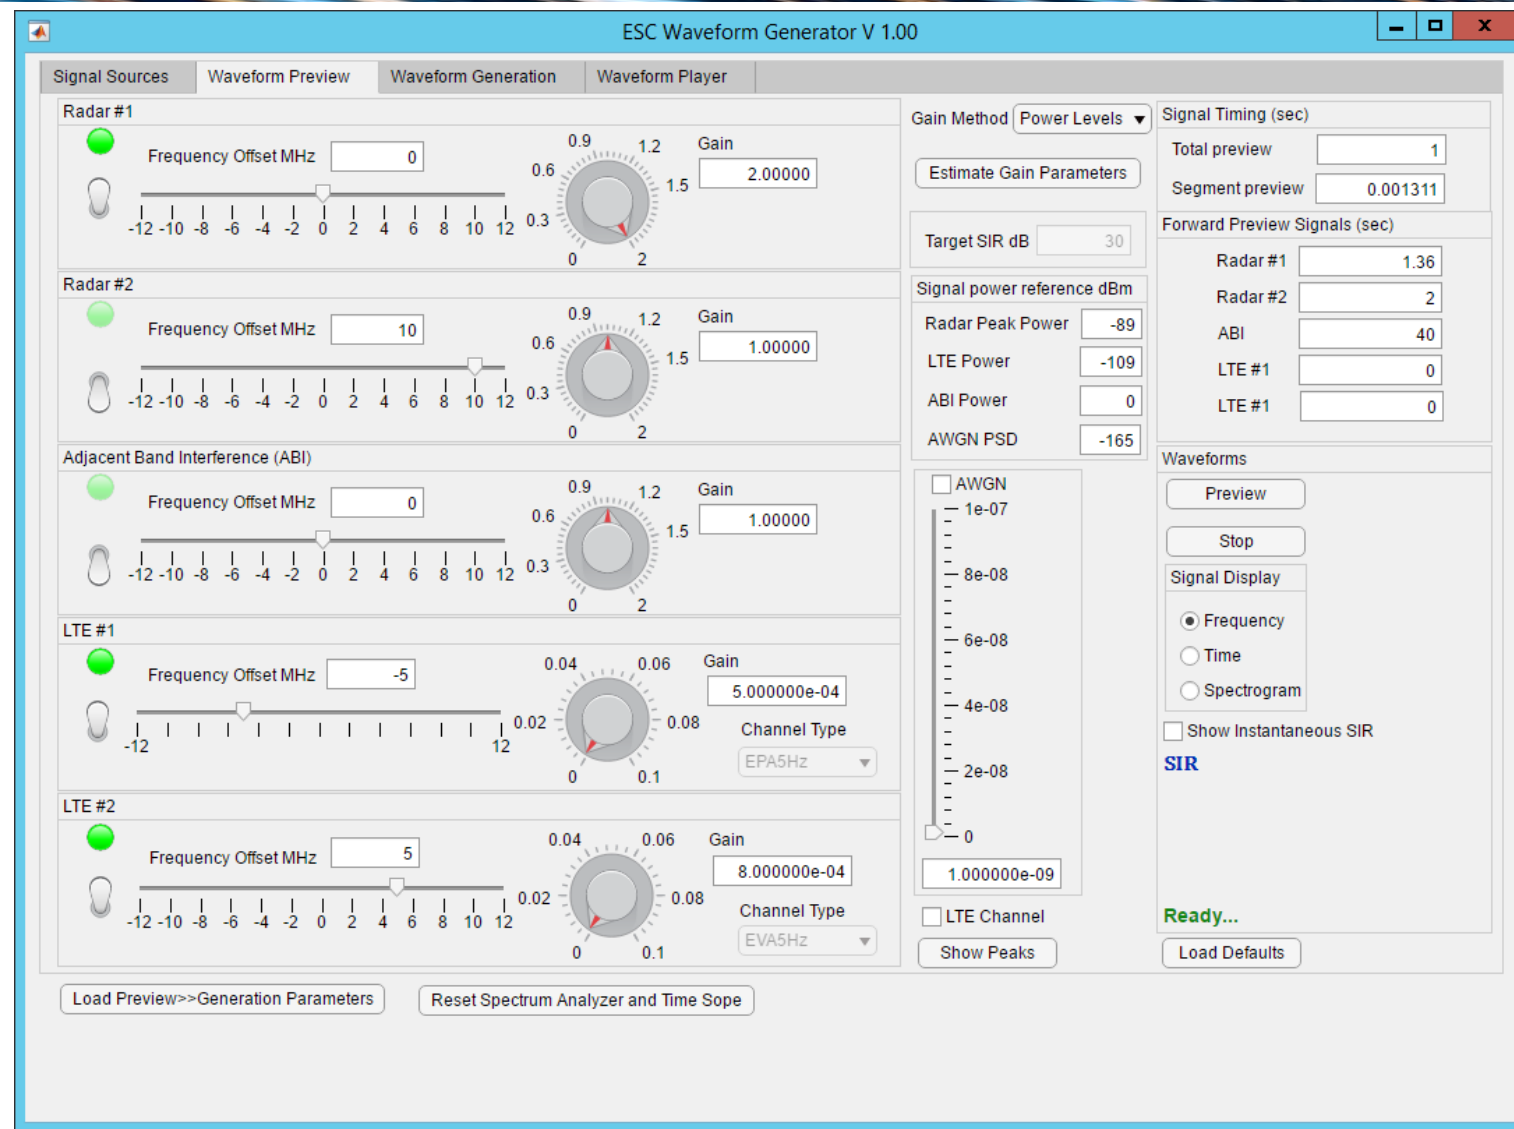 ESC Waveform Generator V 1.00
Signal Sources
Waveform Preview
Waveform Generation
Waveform Player
Radar #1
Frequency Offset MHz
0
-12 -10 -8 -6 -4 -2 0 2 4 6 8 10 12
0 0.3 0.6 0.9 1.2 1.5 2
Gain
2.00000
Radar #2
Frequency Offset MHz
10
-12 -10 -8 -6 -4 -2 0 2 4 6 8 10 12
0 0.3 0.6 0.9 1.2 1.5 2
Gain
1.00000
Adjacent Band Interference (ABI)
Frequency Offset MHz
0
-12 -10 -8 -6 -4 -2 0 2 4 6 8 10 12
0 0.3 0.6 0.9 1.2 1.5 2
Gain
1.00000
LTE #1
Frequency Offset MHz
-5
-12 12
0 0.02 0.04 0.06 0.08 0.1
Gain
5.000000e-04
Channel Type
EPA5Hz
LTE #2
Frequency Offset MHz
5
-12 -10 -8 -6 -4 -2 0 2 4 6 8 10 12
0 0.02 0.04 0.06 0.08 0.1
Gain
8.000000e-04
Channel Type
EVA5Hz
Load Preview>>Generation Parameters
Reset Spectrum Analyzer and Time Sope
Gain Method Power Levels
Estimate Gain Parameters
Target SIR dB 30
Signal power reference dBm
Radar Peak Power -89
LTE Power -109
ABI Power 0
AWGN PSD -165
AWGN
1e-07
8e-08
6e-08
4e-08
2e-08
0
1.000000e-09
LTE Channel
Show Peaks
Signal Timing (sec)
Total preview 1
Segment preview 0.001311
Forward Preview Signals (sec)
Radar #1 1.36
Radar #2 2
ABI 40
LTE #1 0
LTE #1 0
Waveforms
Preview
Stop
Signal Display
Frequency
Time
Spectrogram
Show Instantaneous SIR
SIR
Ready...
Load Defaults